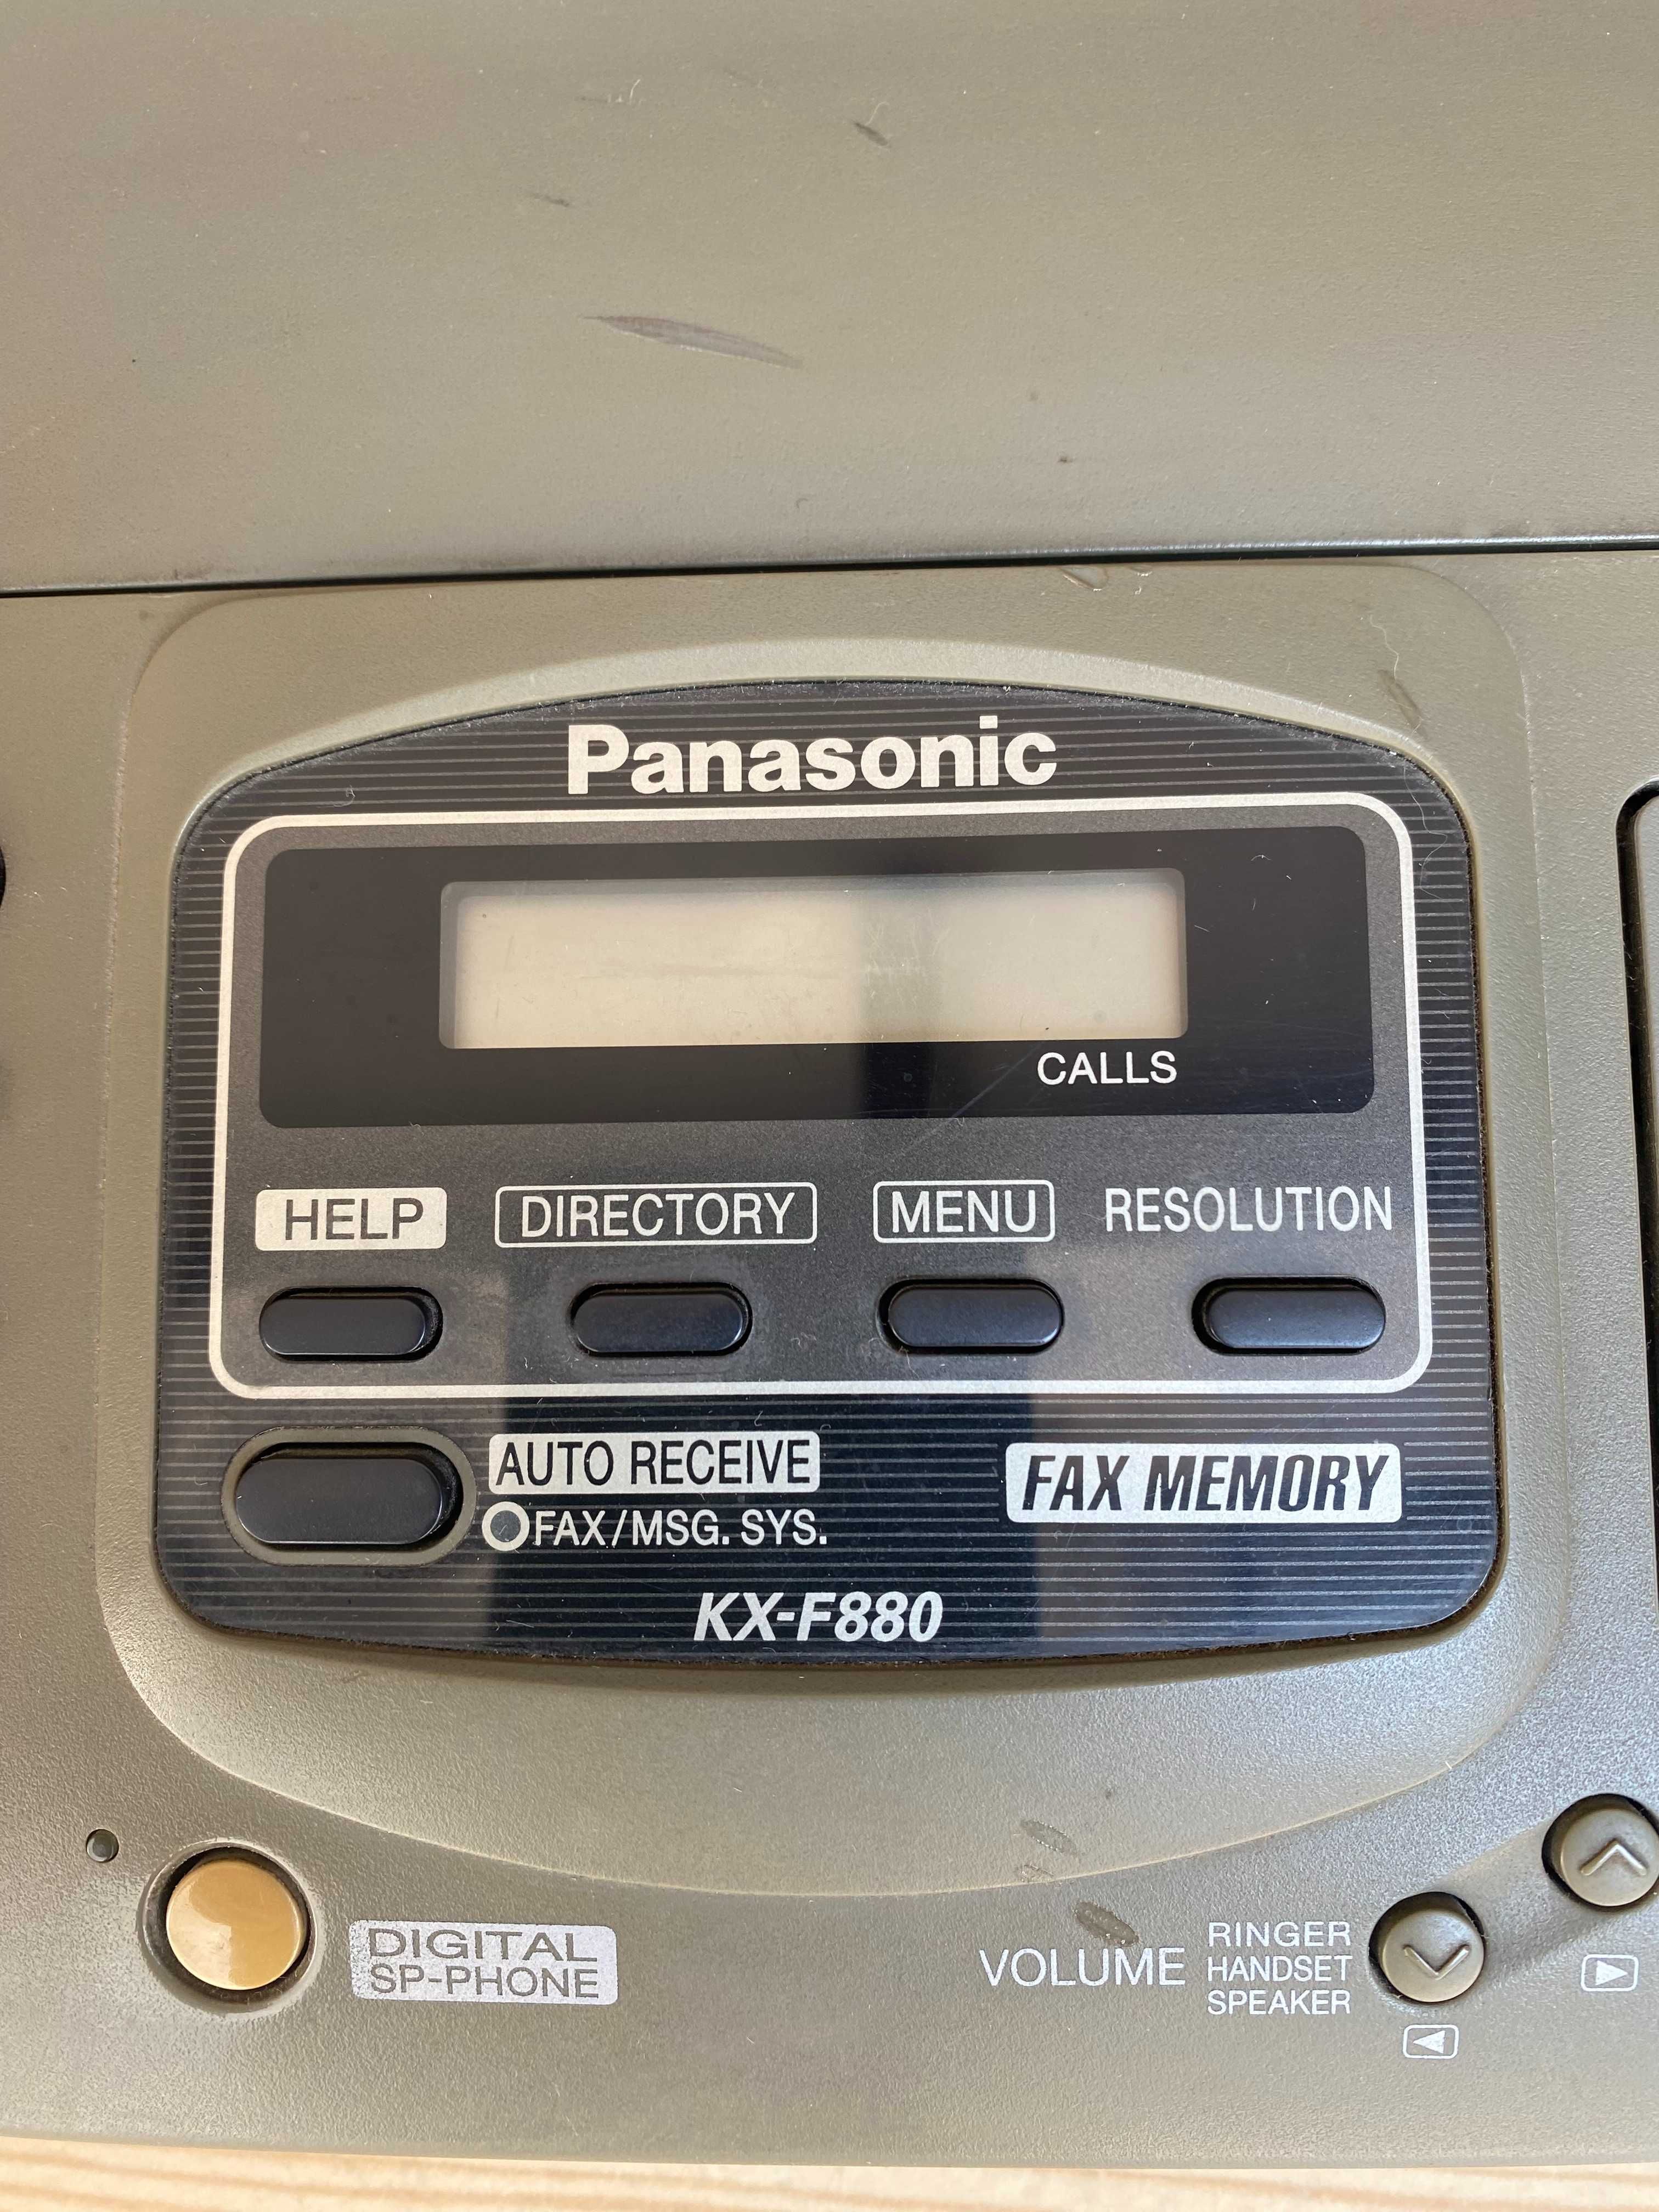 Panasonic
CALLS
HELP DIRECTORY MENU RESOLUTION
AUTO RECEIVE
FAX/MSG. SYS.
FAX MEMORY
KX-F880
DIGITAL
SP-PHONE
VOLUME
RINGER
HANDSET
SPEAKER